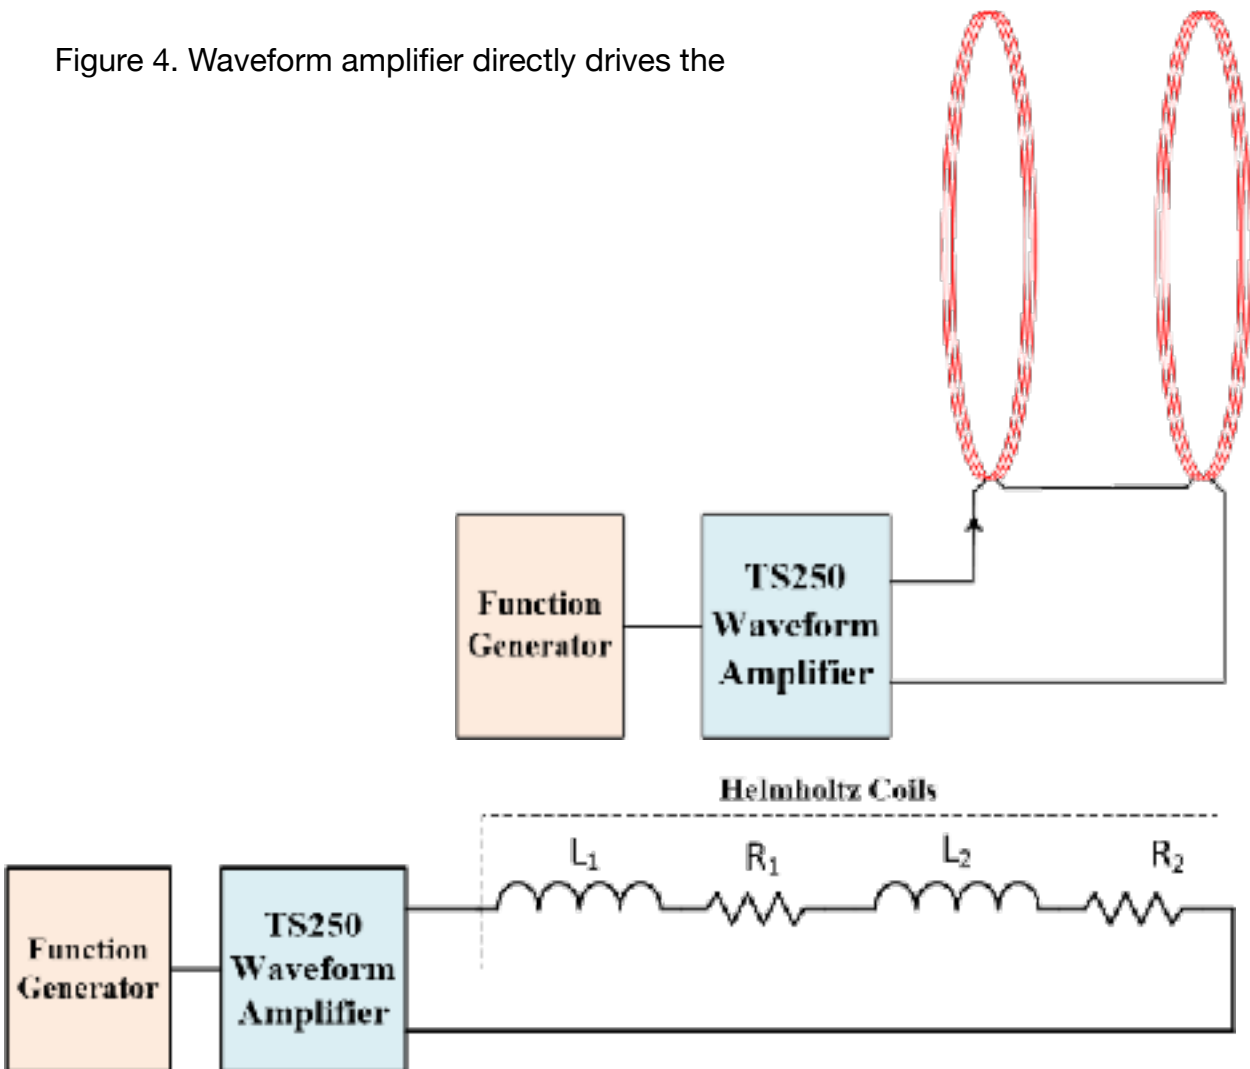 Figure 4. Waveform amplifier directly drives the
Function
Generator
TS250
Waveform
Amplifier
Helmholtz Coils
L₁
R₁
L₂
R₂
Function
Generator
TS250
Waveform
Amplifier